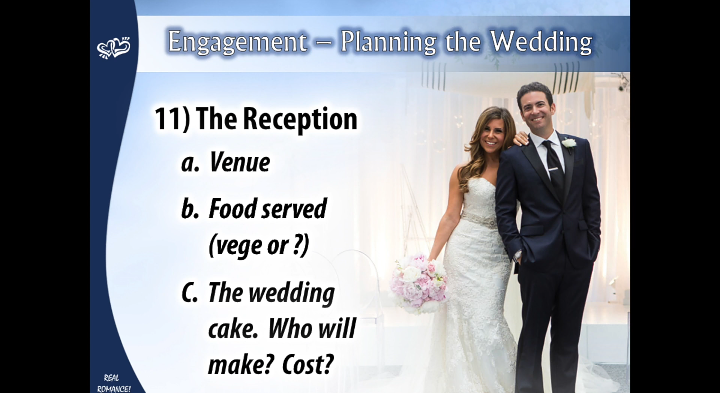 Engagement – Planning the Wedding
11) The Reception
a. Venue
b. Food served
(vege or ?)
C. The wedding
cake. Who will
make? Cost?
REAL
ROMANCE!